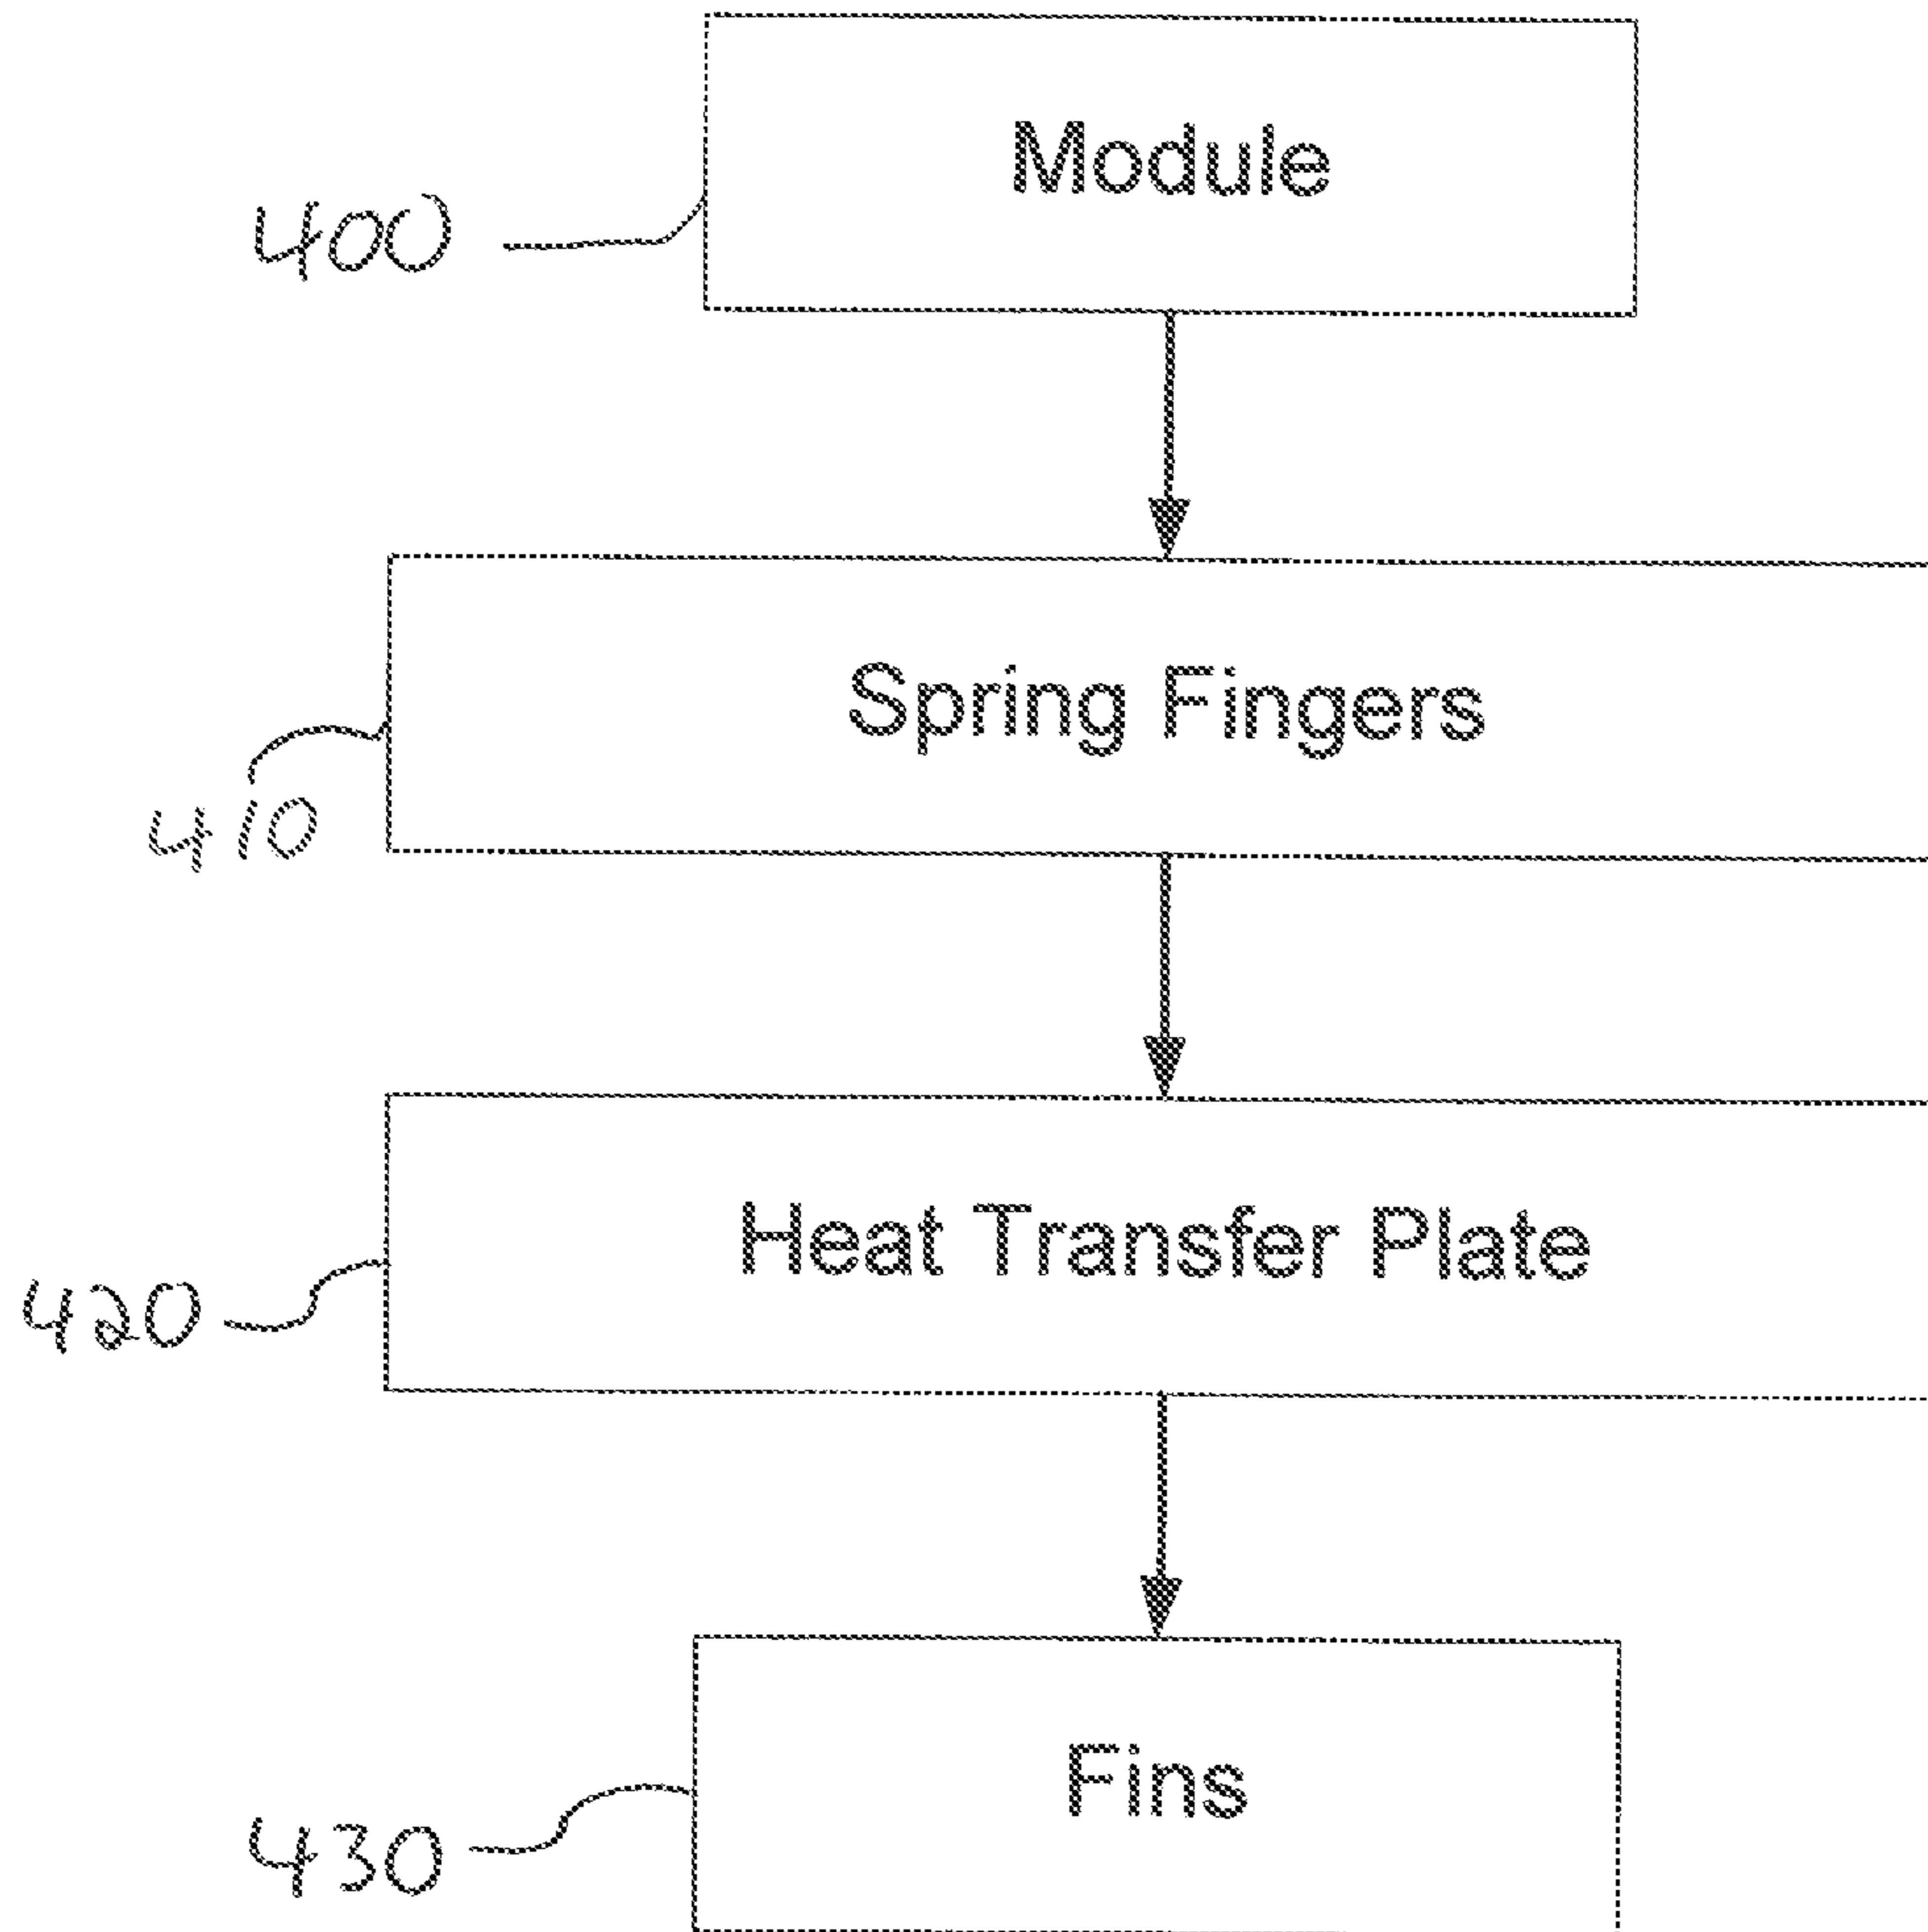 Module
400
Spring Fingers
410
Heat Transfer Plate
420
Fins
430